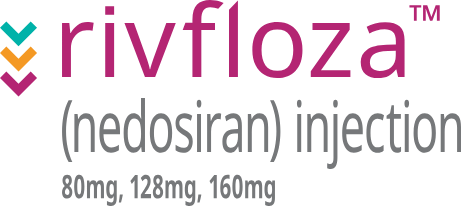 rivfloza™
(nedosiran) injection
80mg, 128mg, 160mg